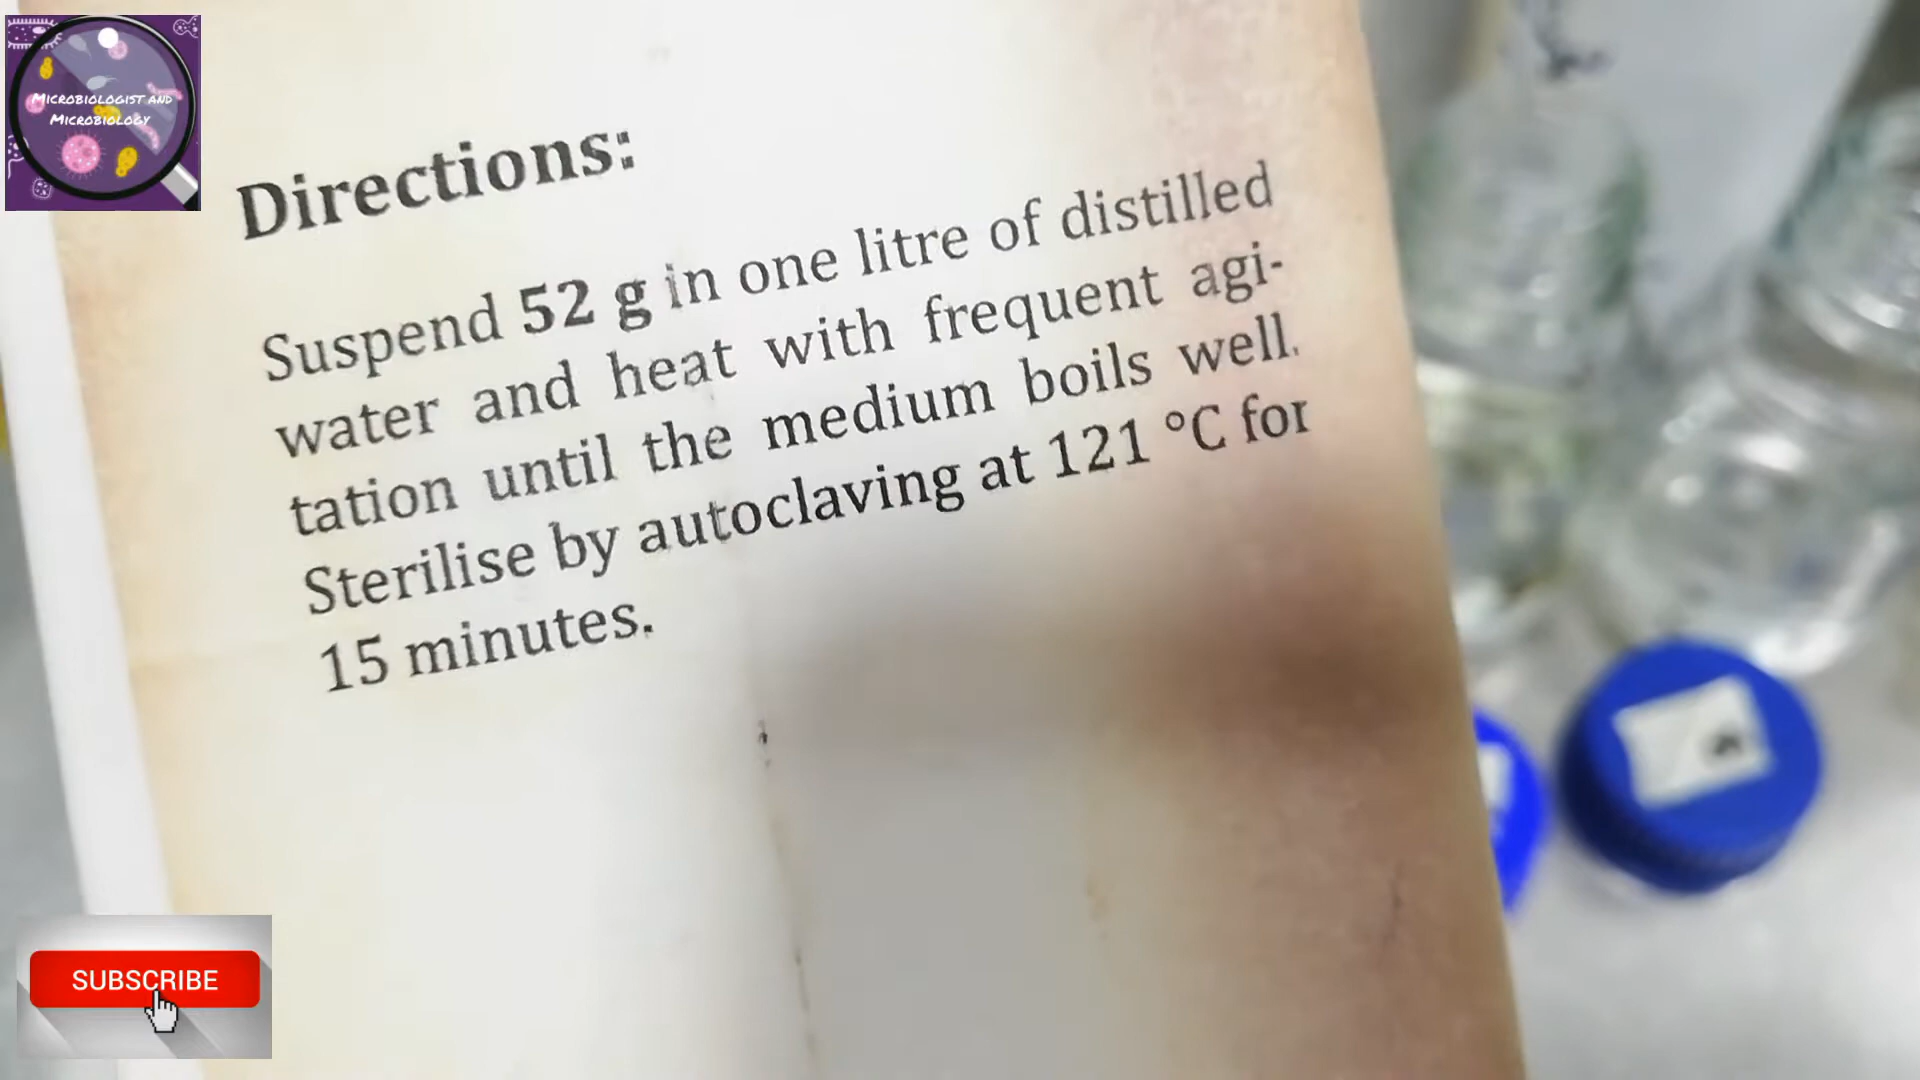 MICROBIOLOGIST AND
MICROBIOLOGY
Directions:
Suspend 52 g in one litre of distilled
water and heat with frequent agi-
tation until the medium boils well.
Sterilise by autoclaving at 121 °C for
15 minutes.
SUBSCRIBE